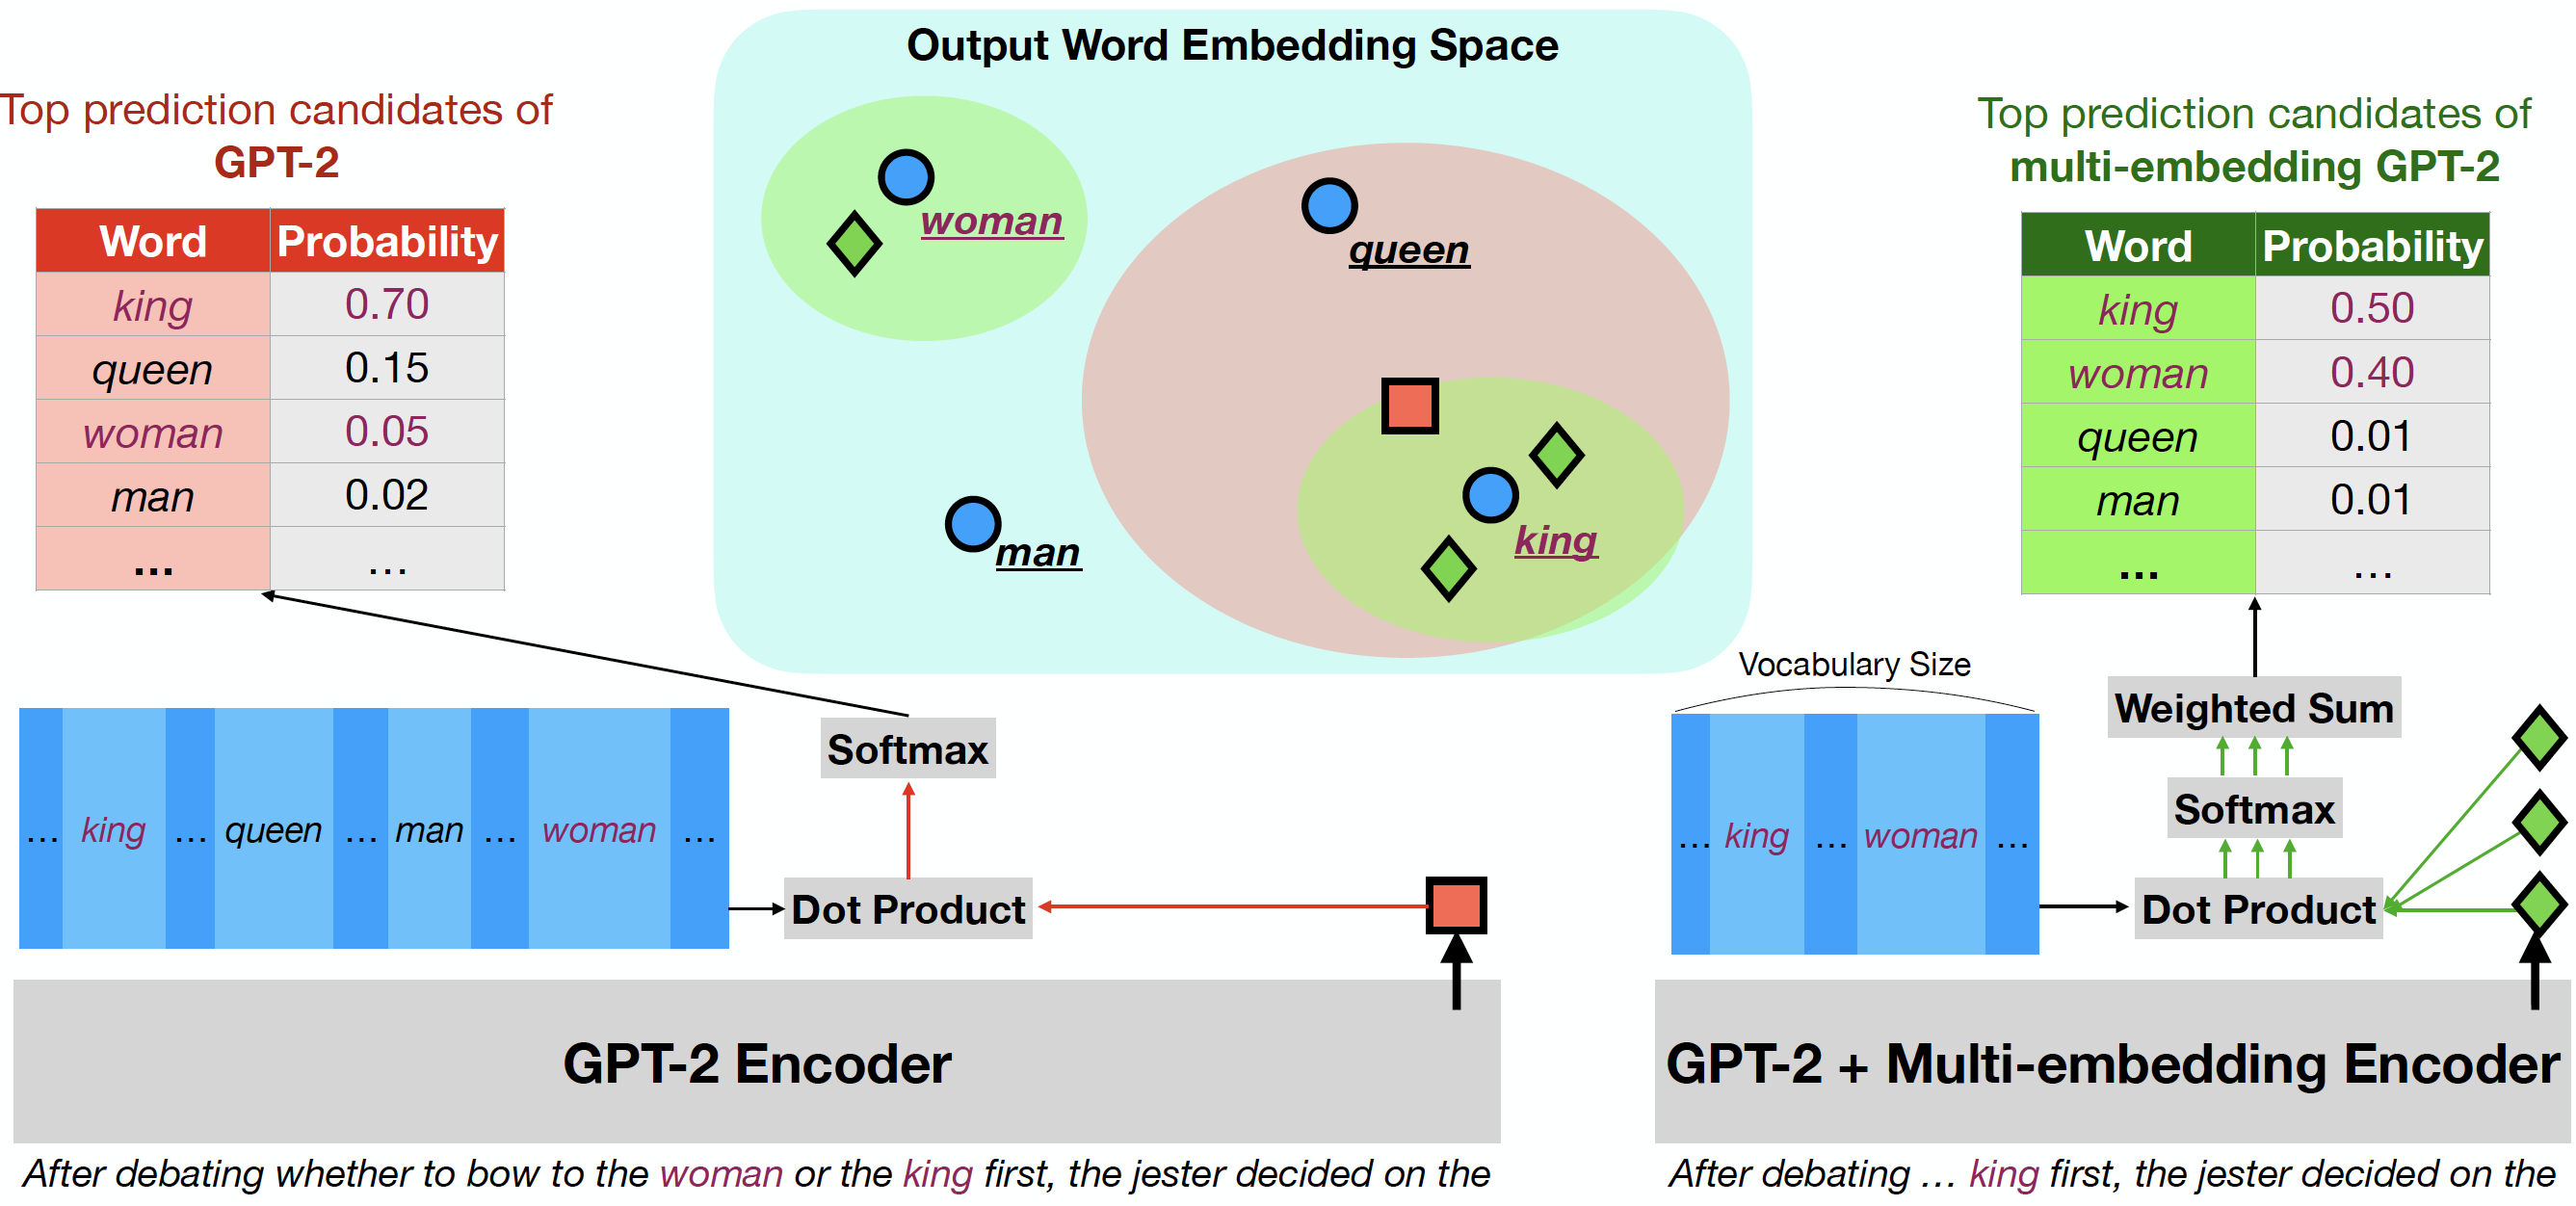 Output Word Embedding Space
Top prediction candidates of
GPT-2
Word Probability
king 0.70
queen 0.15
woman 0.05
man 0.02
... ...
woman
queen
man
king
Top prediction candidates of
multi-embedding GPT-2
Word Probability
king 0.50
woman 0.40
queen 0.01
man 0.01
... ...
... king ... queen ... man ... woman ...
Softmax
Dot Product
GPT-2 Encoder
After debating whether to bow to the woman or the king first, the jester decided on the
Vocabulary Size
... king ... woman ...
Weighted Sum
Softmax
Dot Product
GPT-2 + Multi-embedding Encoder
After debating ... king first, the jester decided on the